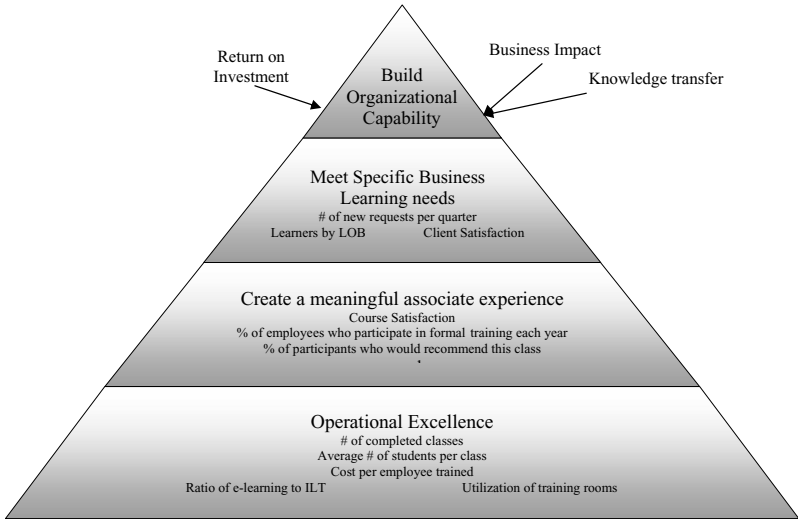 Return on
Investment
Business Impact
Knowledge transfer
Build
Organizational
Capability
Meet Specific Business
Learning needs
# of new requests per quarter
Learners by LOB Client Satisfaction
Create a meaningful associate experience
Course Satisfaction
% of employees who participate in formal training each year
% of participants who would recommend this class
Operational Excellence
# of completed classes
Average # of students per class
Cost per employee trained
Ratio of e-learning to ILT Utilization of training rooms